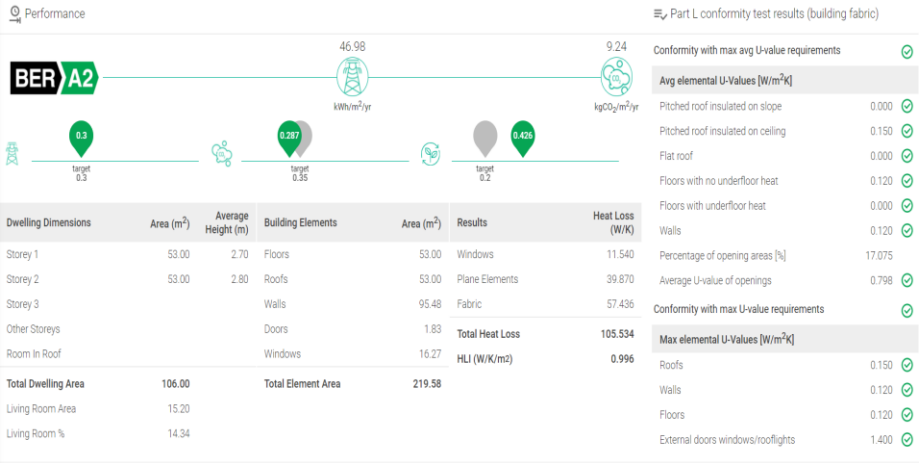 Performance
46.98
9.24
BER A2
CO₂
kWh/m²/yr
kgCO₂/m²/yr
0.3
0.287
0.426
CO₂
target
0.3
target
0.35
target
0.2
Dwelling Dimensions Area (m²) Average Height (m)
Storey 1 53.00 2.70
Storey 2 53.00 2.80
Storey 3
Other Storeys
Room In Roof
Total Dwelling Area 106.00
Living Room Area 15.20
Living Room % 14.34
Building Elements Area (m²)
Floors 53.00
Roofs 53.00
Walls 95.48
Doors 1.83
Windows 16.27
Total Element Area 219.58
Results Heat Loss (W/K)
Windows 11.540
Plane Elements 39.870
Fabric 57.436
Total Heat Loss 105.534
HLI (W/K/m2) 0.996
Part L conformity test results (building fabric)
Conformity with max avg U-value requirements
Avg elemental U-Values [W/m²K]
Pitched roof insulated on slope 0.000
Pitched roof insulated on ceiling 0.150
Flat roof 0.000
Floors with no underfloor heat 0.120
Floors with underfloor heat 0.000
Walls 0.120
Percentage of opening areas [%] 17.075
Average U-value of openings 0.798
Conformity with max U-value requirements
Max elemental U-Values [W/m²K]
Roofs 0.150
Walls 0.120
Floors 0.120
External doors windows/rooflights 1.400